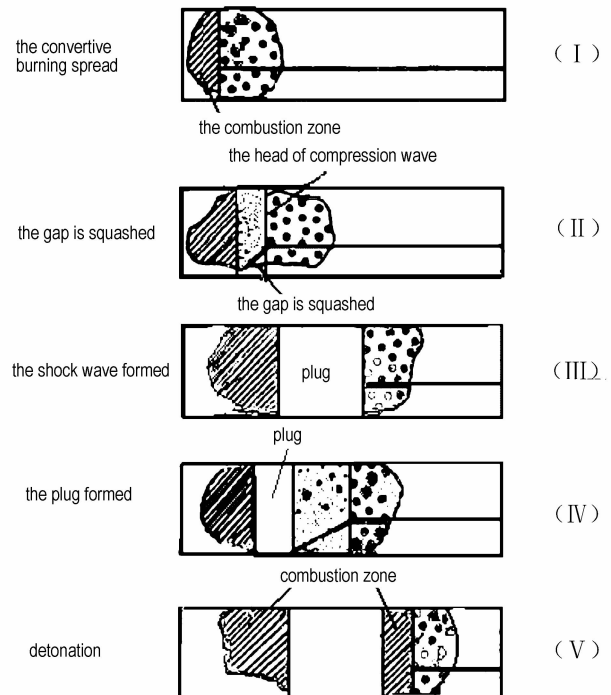 the convertive
burning spread
(Ⅰ)
the combustion zone
the head of compression wave
the gap is squashed
(Ⅱ)
the gap is squashed
the shock wave formed
plug
(Ⅲ)
plug
the plug formed
(Ⅳ)
combustion zone
detonation
(Ⅴ)